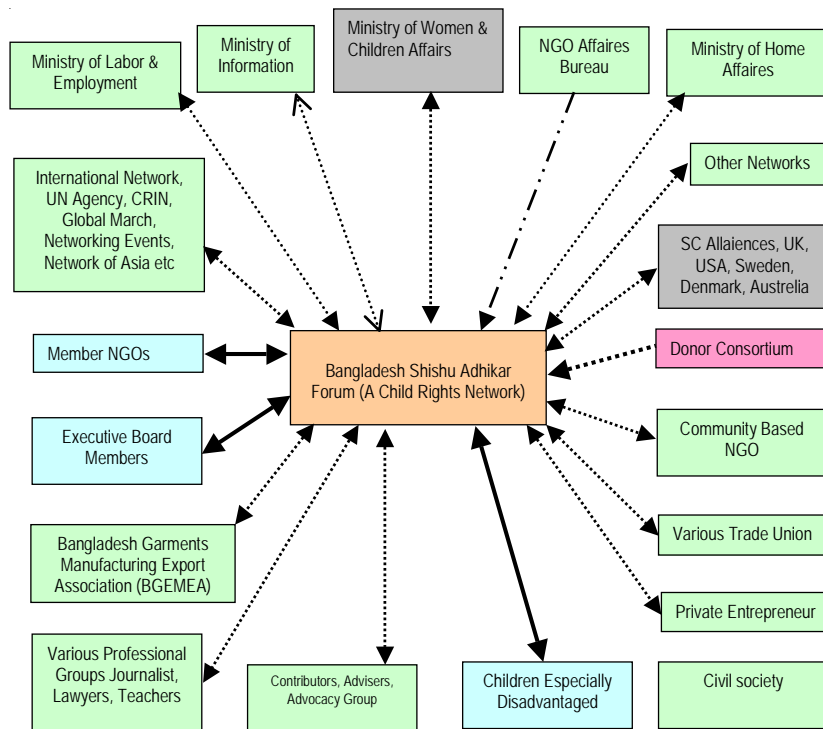 Ministry of Labor &
Employment
Ministry of
Information
Ministry of Women &
Children Affairs
NGO Affaires
Bureau
Ministry of Home
Affaires
International Network,
UN Agency, CRIN,
Global March,
Networking Events,
Network of Asia etc
Other Networks
SC Allaiences, UK,
USA, Sweden,
Denmark, Austrelia
Member NGOs
Bangladesh Shishu Adhikar
Forum (A Child Rights Network)
Donor Consortium
Executive Board
Members
Community Based
NGO
Bangladesh Garments
Manufacturing Export
Association (BGEMEA)
Various Trade Union
Private Entrepreneur
Various Professional
Groups Journalist,
Lawyers, Teachers
Contributors, Advisers,
Advocacy Group
Children Especially
Disadvantaged
Civil society